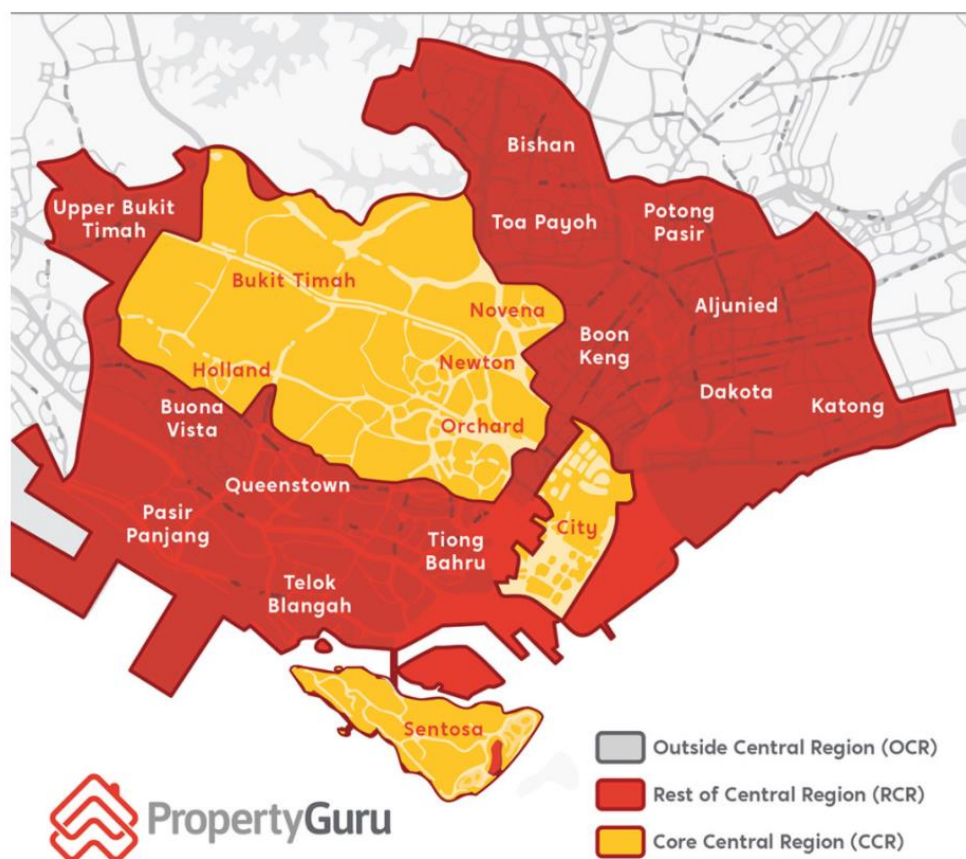 Bishan
Upper Bukit
Timah
Toa Payoh
Potong
Pasir
Bukit Timah
Novena
Aljunied
Boon
Keng
Holland
Newton
Dakota
Katong
Buona
Vista
Orchard
Queenstown
Pasir
Panjang
Tiong
Bahru
City
Telok
Blangah
Sentosa
Outside Central Region (OCR)
Rest of Central Region (RCR)
Core Central Region (CCR)
PropertyGuru